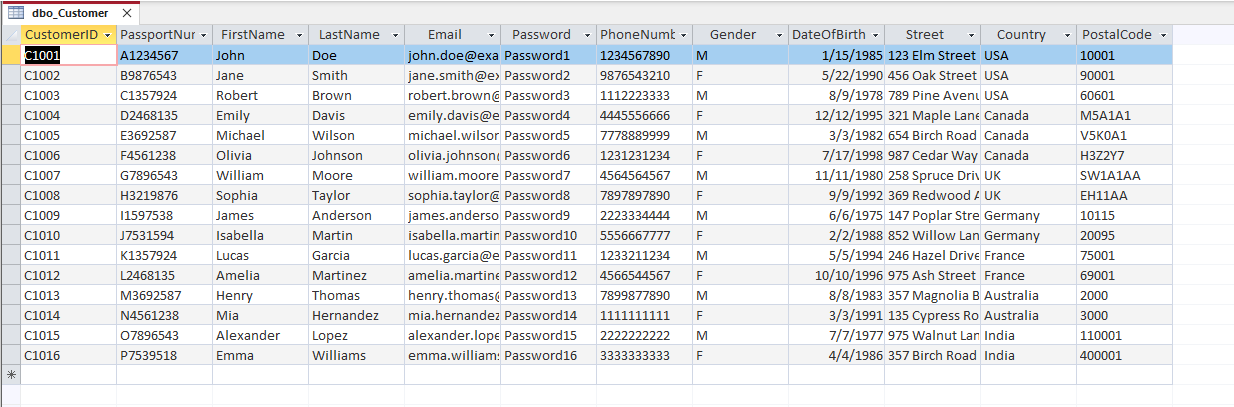 dbo_Customer
CustomerID PassportNur FirstName LastName Email Password PhoneNumb Gender DateOfBirth Street Country PostalCode
C1001 A1234567 John Doe john.doe@exa Password1 1234567890 M 1/15/1985 123 Elm Street USA 10001
C1002 B9876543 Jane Smith jane.smith@ex Password2 9876543210 F 5/22/1990 456 Oak Street USA 90001
C1003 C1357924 Robert Brown robert.brown@ Password3 1112223333 M 8/9/1978 789 Pine Avenu USA 60601
C1004 D2468135 Emily Davis emily.davis@e Password4 4445556666 F 12/12/1995 321 Maple Lane Canada M5A1A1
C1005 E3692587 Michael Wilson michael.wilson Password5 7778889999 M 3/3/1982 654 Birch Road Canada V5K0A1
C1006 F4561238 Olivia Johnson olivia.johnson@ Password6 1231231234 F 7/17/1998 987 Cedar Way Canada H3Z2Y7
C1007 G7896543 William Moore william.moore Password7 4564564567 M 11/11/1980 258 Spruce Driv UK SW1A1AA
C1008 H3219876 Sophia Taylor sophia.taylor@ Password8 7897897890 F 9/9/1992 369 Redwood A UK EH11AA
C1009 I1597538 James Anderson james.anderso Password9 2223334444 M 6/6/1975 147 Poplar Stre Germany 10115
C1010 J7531594 Isabella Martin isabella.martin Password10 5556667777 F 2/2/1988 852 Willow Lan Germany 20095
C1011 K1357924 Lucas Garcia lucas.garcia@e Password11 1233211234 M 5/5/1994 246 Hazel Drive France 75001
C1012 L2468135 Amelia Martinez amelia.martine Password12 4566544567 F 10/10/1996 975 Ash Street France 69001
C1013 M3692587 Henry Thomas henry.thomas@ Password13 7899877890 M 8/8/1983 357 Magnolia B Australia 2000
C1014 N4561238 Mia Hernandez mia.hernandez Password14 1111111111 F 3/3/1991 135 Cypress Ro Australia 3000
C1015 O7896543 Alexander Lopez alexander.lope Password15 2222222222 M 7/7/1977 975 Walnut Lan India 110001
C1016 P7539518 Emma Williams emma.williams Password16 3333333333 F 4/4/1986 357 Birch Road India 400001